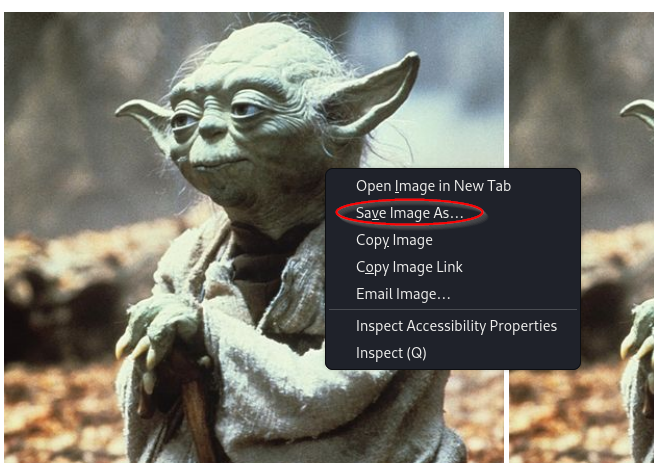 Open Image in New Tab
Save Image As…
Copy Image
Copy Image Link
Email Image…
Inspect Accessibility Properties
Inspect (Q)